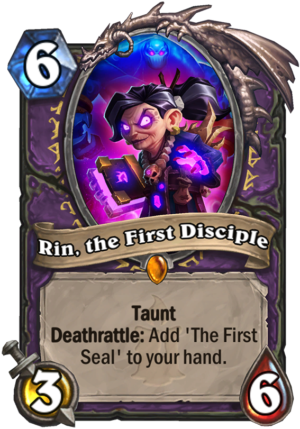 6
Rin, the First Disciple
Taunt
Deathrattle: Add 'The First
Seal' to your hand.
3
6